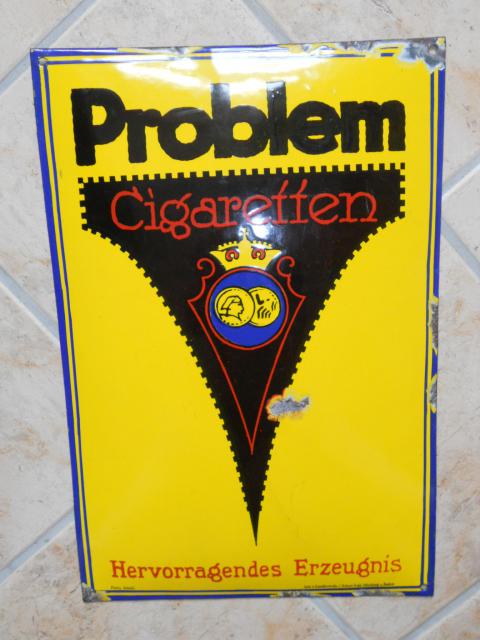 Problem
Cigaretten
Hervorragendes Erzeugnis